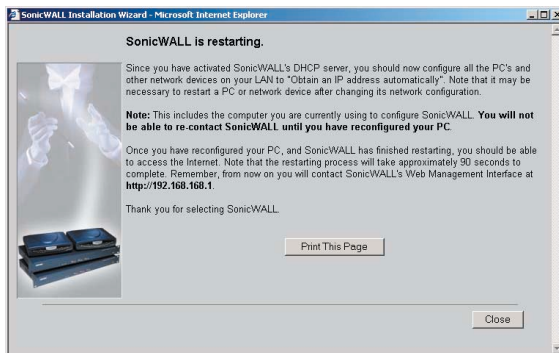 SonicWALL Installation Wizard - Microsoft Internet Explorer
SonicWALL is restarting.
Since you have activated SonicWALL's DHCP server, you should now configure all the PC's and
other network devices on your LAN to "Obtain an IP address automatically". Note that it may be
necessary to restart a PC or network device after changing its network configuration.
Note: This includes the computer you are currently using to configure SonicWALL. You will not
be able to re-contact SonicWALL until you have reconfigured your PC.
Once you have reconfigured your PC, and SonicWALL has finished restarting, you should be able
to access the Internet. Note that the restarting process will take approximately 90 seconds to
complete. Remember, from now on you will contact SonicWALL's Web Management Interface at
http://192.168.168.1.
Thank you for selecting SonicWALL.
Print This Page
Close